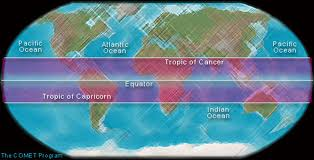 Pacific
Ocean
Atlantic
Ocean
Pacific
Ocean
Tropic of Cancer
Equator
Tropic of Capricorn
Indian
Ocean
The COMET Program